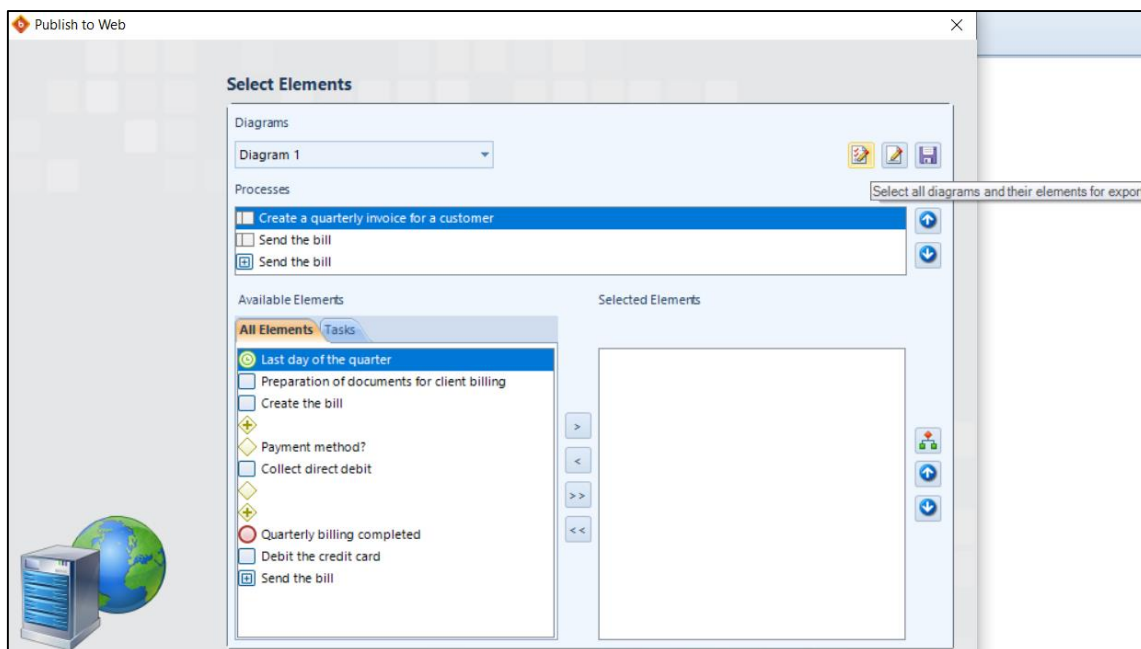 Publish to Web
Select Elements
Diagrams
Diagram 1
Select all diagrams and their elements for expor
Processes
Create a quarterly invoice for a customer
Send the bill
Send the bill
Available Elements
Selected Elements
All Elements Tasks
Last day of the quarter
Preparation of documents for client billing
Create the bill
Payment method?
Collect direct debit
Quarterly billing completed
Debit the credit card
Send the bill
>
<
>>
<<